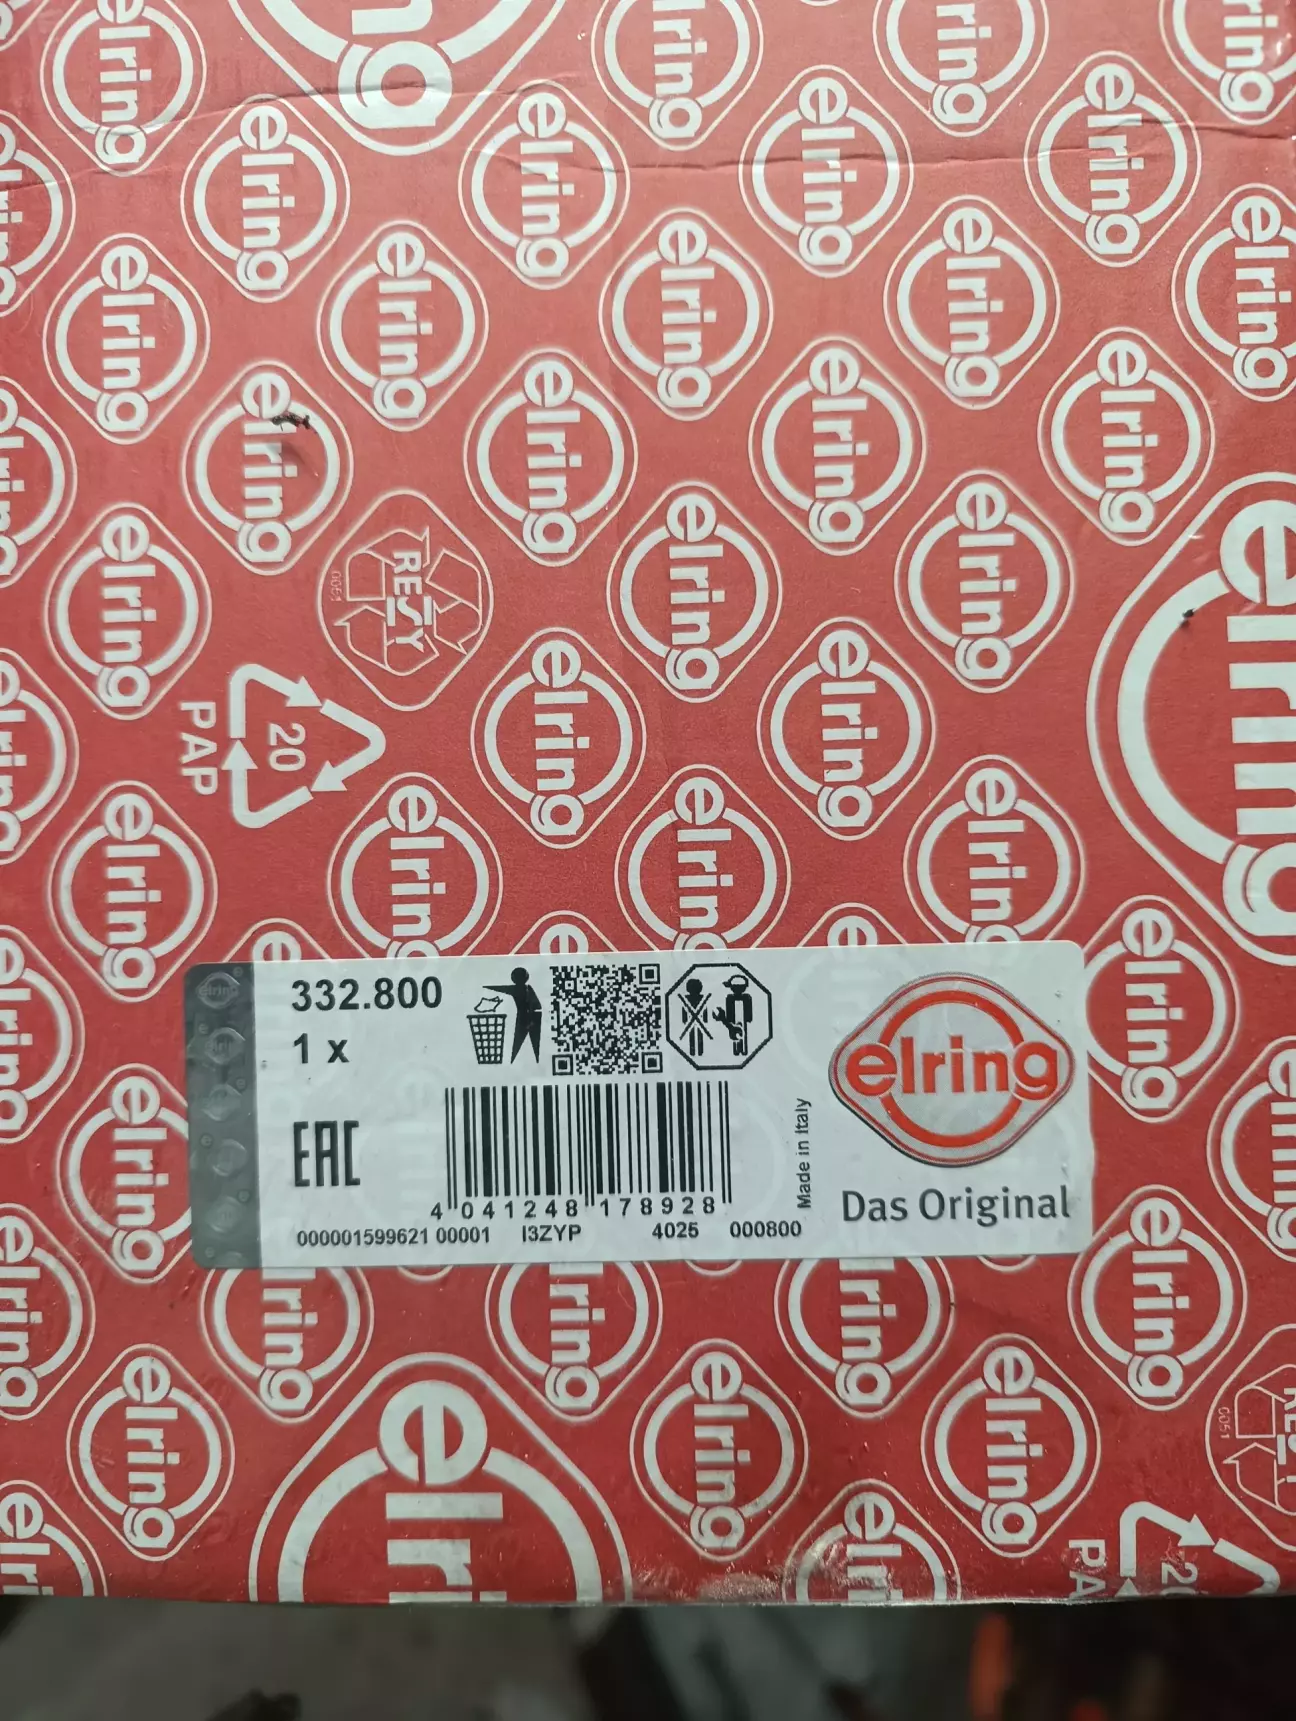 332.800
1 x
EAC
4 041248 178928
000001599621 00001 I3ZYP 4025 000800
Made in Italy
elring
Das Original
elring
RESY
0051
20
PAP